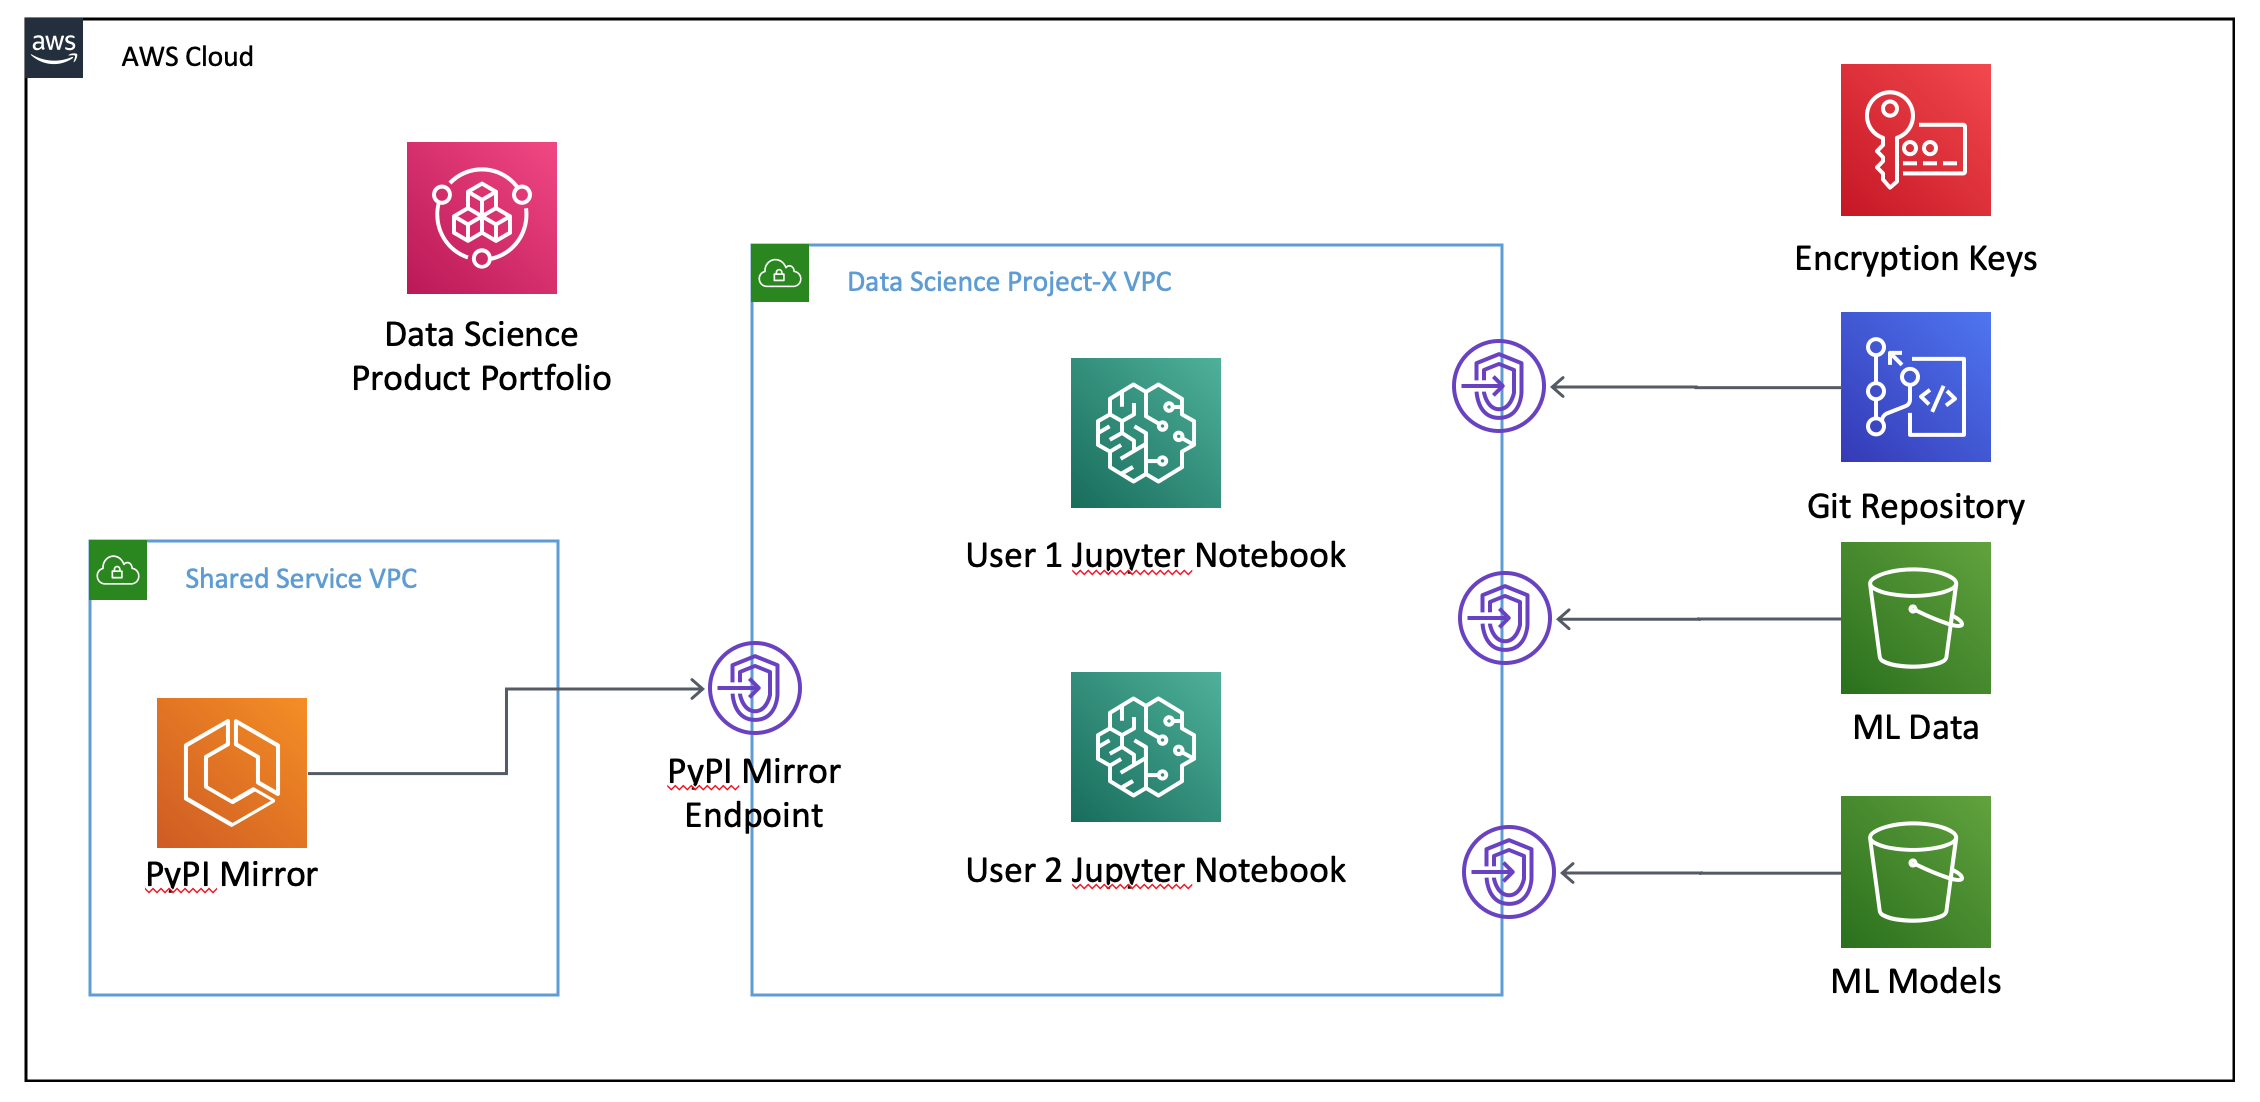 aws
AWS Cloud
Data Science
Product Portfolio
Encryption Keys
Data Science Project-X VPC
Git Repository
User 1 Jupyter Notebook
Shared Service VPC
ML Data
PyPI Mirror
Endpoint
PyPI Mirror
User 2 Jupyter Notebook
ML Models